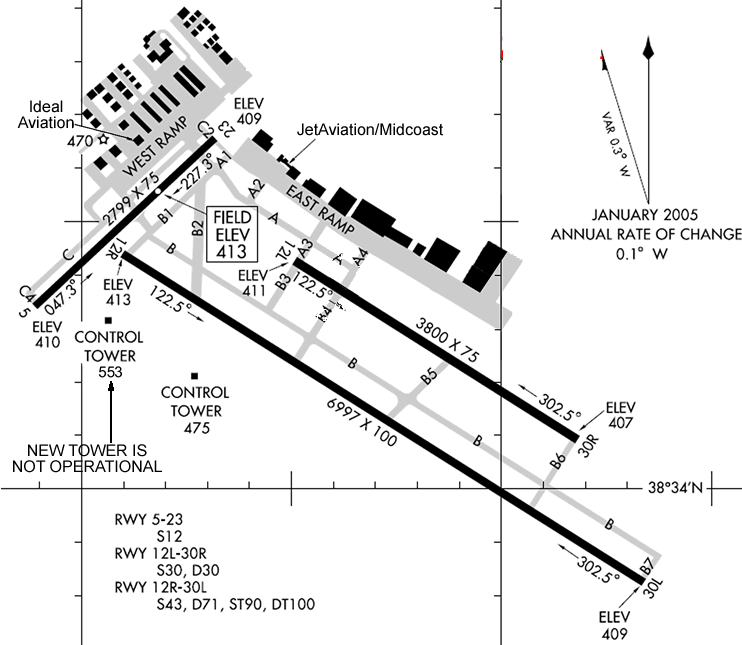 Ideal
Aviation
470
WEST RAMP
ELEV
409
JetAviation/Midcoast
C2
23
A1
227.3°
2799 X 75
A2
EAST RAMP
VAR 0.3° W
JANUARY 2005
ANNUAL RATE OF CHANGE
0.1° W
B1
B2
A
FIELD
ELEV
413
C
B
12R
12L
A3
A
A4
ELEV
411
B3
122.5°
B4
C4
5
047.3°
ELEV
413
122.5°
ELEV
410
CONTROL
TOWER
553
CONTROL
TOWER
475
3800 X 75
B
B5
302.5°
ELEV
407
30R
6997 X 100
NEW TOWER IS
NOT OPERATIONAL
B
B6
38°34'N
B
RWY 5-23
S12
RWY 12L-30R
S30, D30
RWY 12R-30L
S43, D71, ST90, DT100
302.5°
B7
30L
ELEV
409